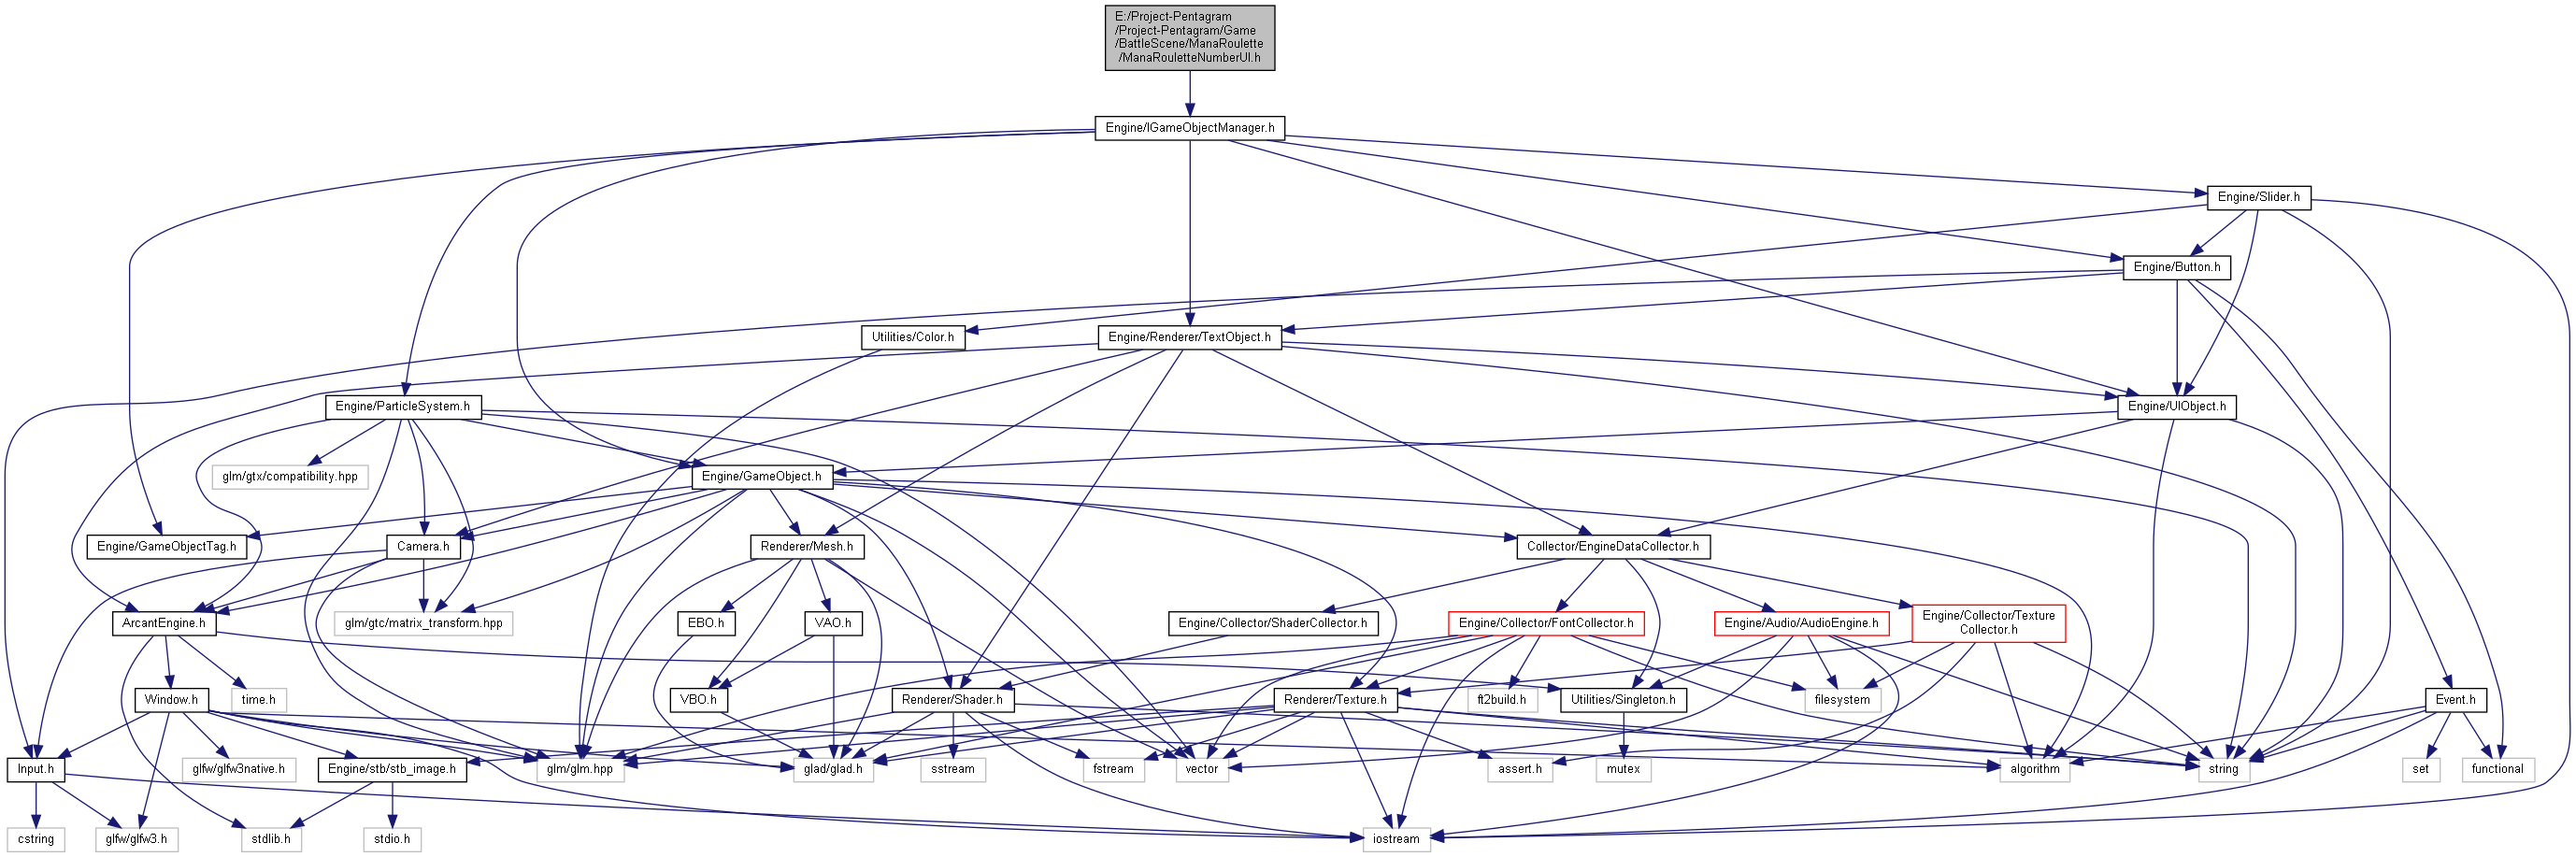 E:/Project-Pentagram
/Project-Pentagram/Game
/BattleScene/ManaRoulette
/ManaRouletteNumberUI.h
Engine/IGameObjectManager.h
Engine/Slider.h
Engine/Button.h
Utilities/Color.h
Engine/Renderer/TextObject.h
Engine/ParticleSystem.h
Engine/UIObject.h
glm/gtx/compatibility.hpp
Engine/GameObject.h
Engine/GameObjectTag.h
Camera.h
Renderer/Mesh.h
Collector/EngineDataCollector.h
ArcantEngine.h
glm/gtc/matrix_transform.hpp
EBO.h
VAO.h
Engine/Collector/ShaderCollector.h
Engine/Collector/FontCollector.h
Engine/Audio/AudioEngine.h
Engine/Collector/Texture
Collector.h
Window.h
time.h
VBO.h
Renderer/Shader.h
Renderer/Texture.h
ft2build.h
Utilities/Singleton.h
filesystem
Event.h
Input.h
glfw/glfw3native.h
Engine/stb/stb_image.h
glm/glm.hpp
glad/glad.h
sstream
fstream
vector
assert.h
mutex
algorithm
string
set
functional
cstring
glfw/glfw3.h
stdlib.h
stdio.h
iostream